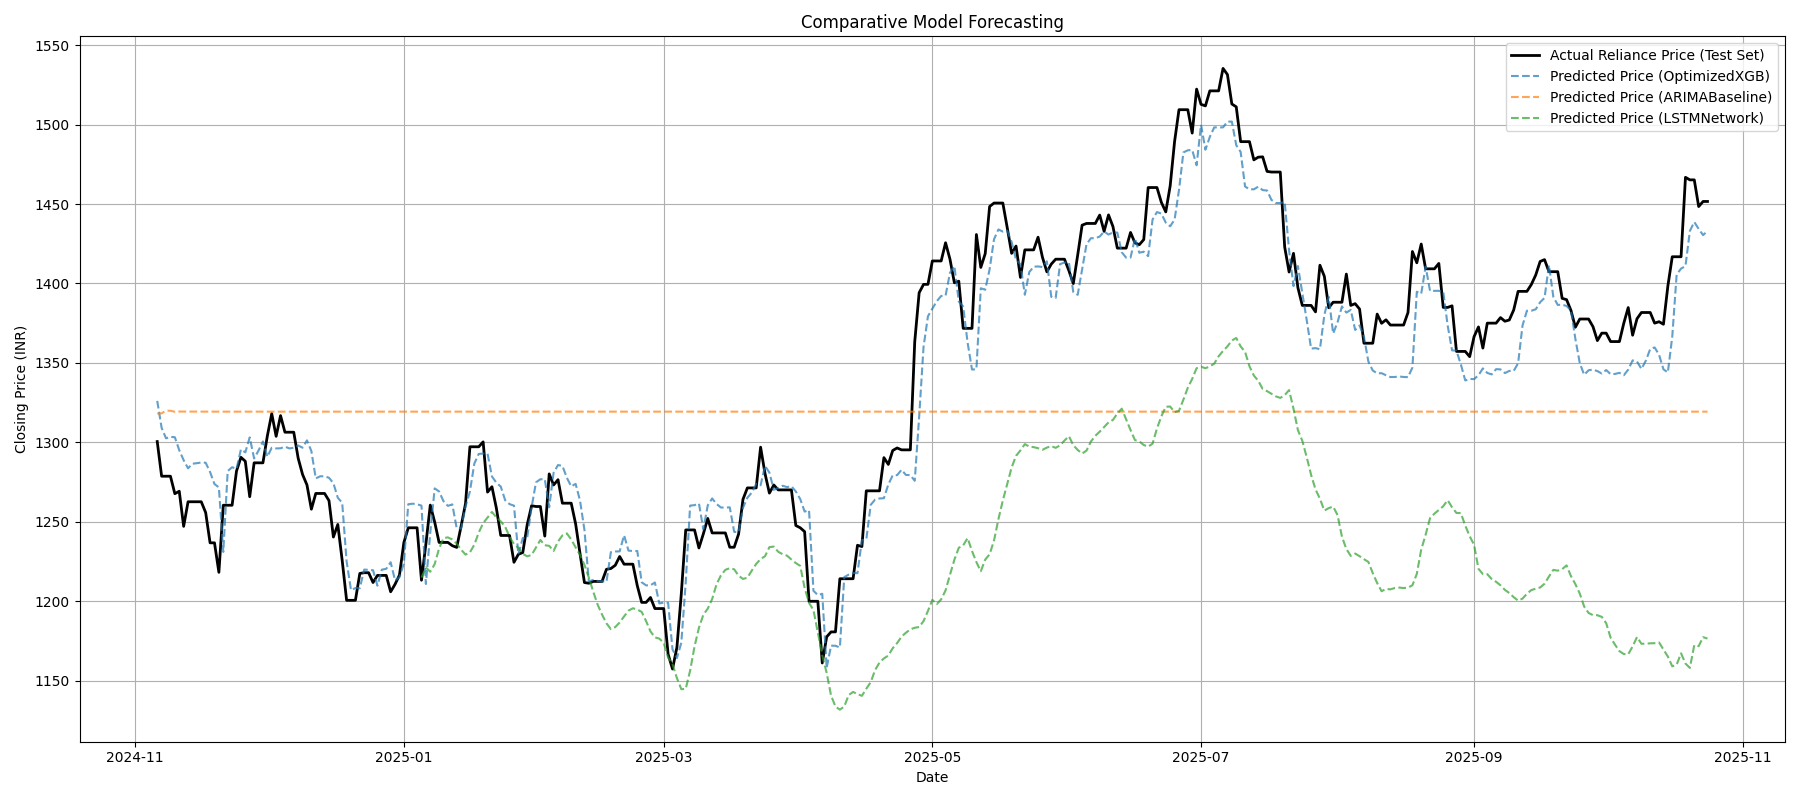 Comparative Model Forecasting
Closing Price (INR)
1550
1500
1450
1400
1350
1300
1250
1200
1150
Actual Reliance Price (Test Set)
Predicted Price (OptimizedXGB)
Predicted Price (ARIMABaseline)
Predicted Price (LSTMNetwork)
2024-11
2025-01
2025-03
2025-05
2025-07
2025-09
2025-11
Date